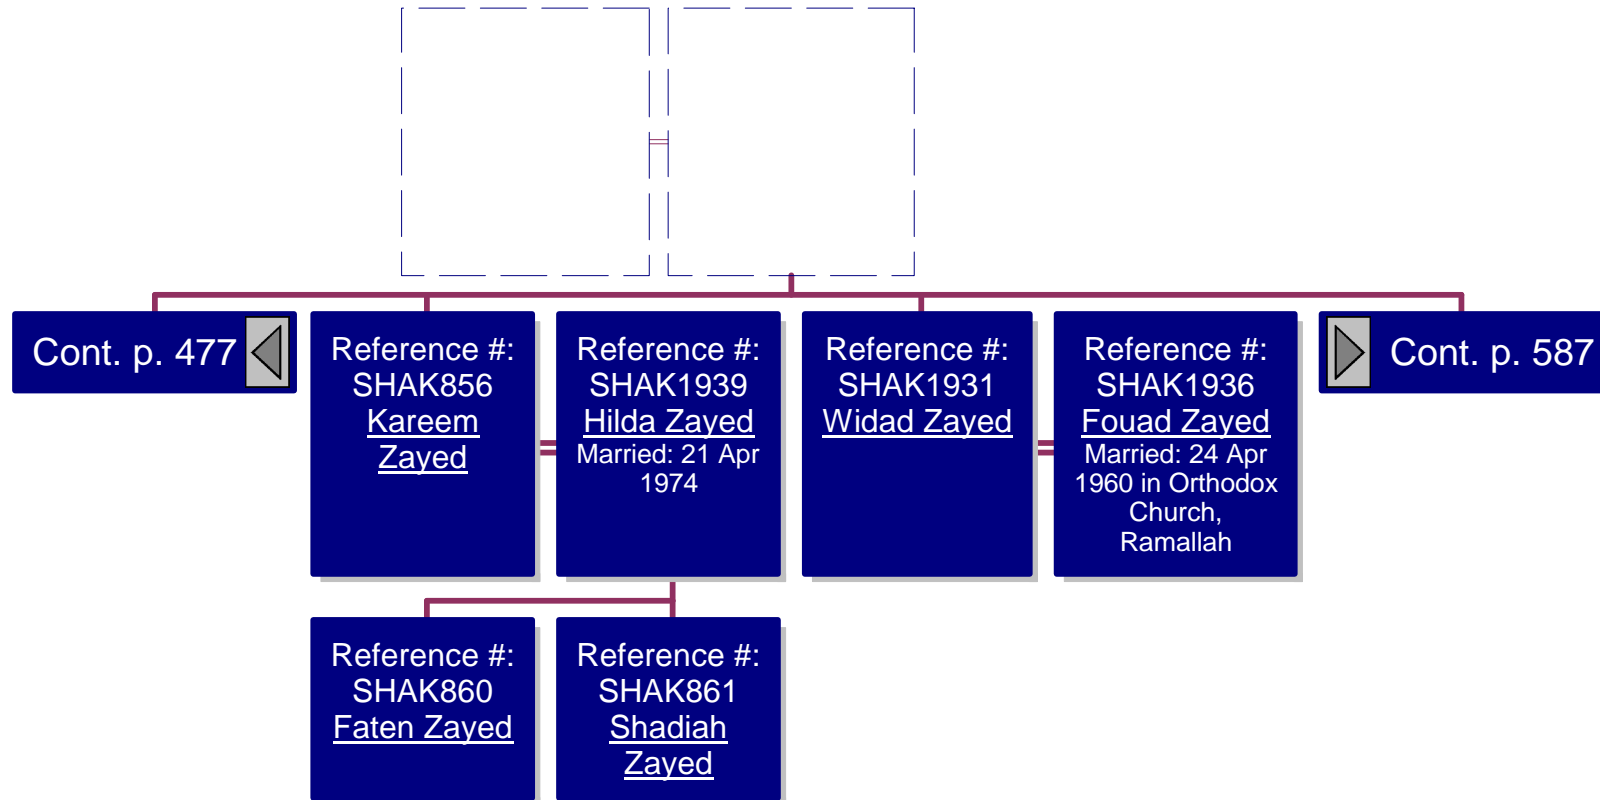 Cont. p. 477
Reference #:
SHAK856
Kareem
Zayed
Reference #:
SHAK1939
Hilda Zayed
Married: 21 Apr
1974
Reference #:
SHAK1931
Widad Zayed
Reference #:
SHAK1936
Fouad Zayed
Married: 24 Apr
1960 in Orthodox
Church,
Ramallah
Cont. p. 587
Reference #:
SHAK860
Faten Zayed
Reference #:
SHAK861
Shadiah
Zayed